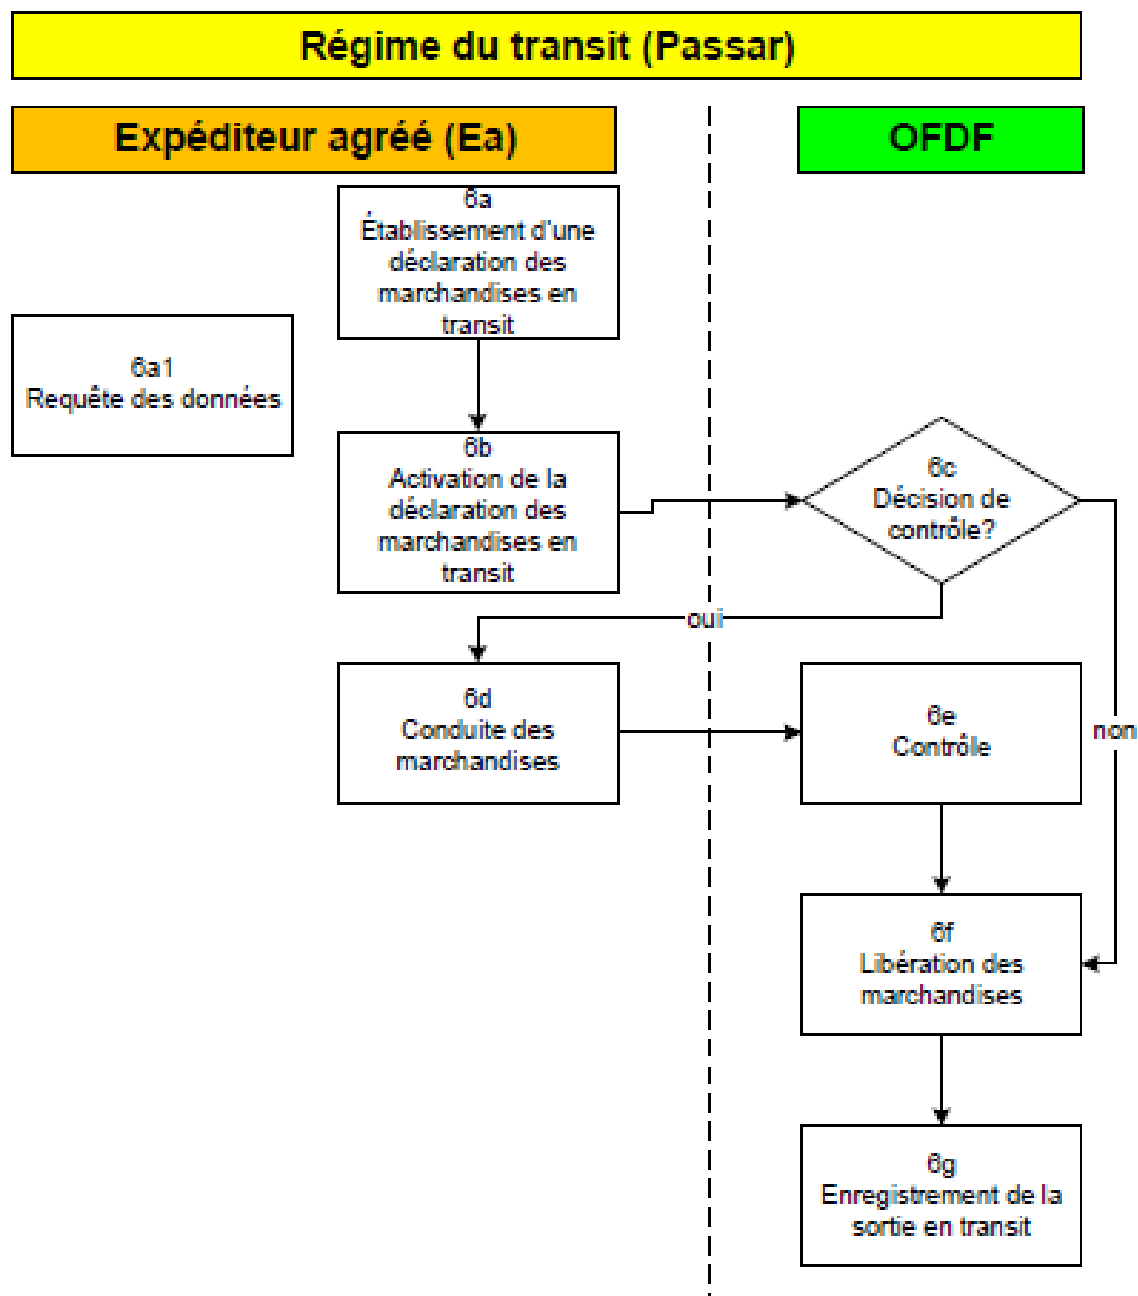 Régime du transit (Passar)
Expéditeur agréé (Ea)
OFDF
6a
Établissement d'une
déclaration des
marchandises en
transit
6a1
Requête des données
6b
Activation de la
déclaration des
marchandises en
transit
6c
Décision de
contrôle?
oui
6d
Conduite des
marchandises
6e
Contrôle
non
6f
Libération des
marchandises
6g
Enregistrement de la
sortie en transit